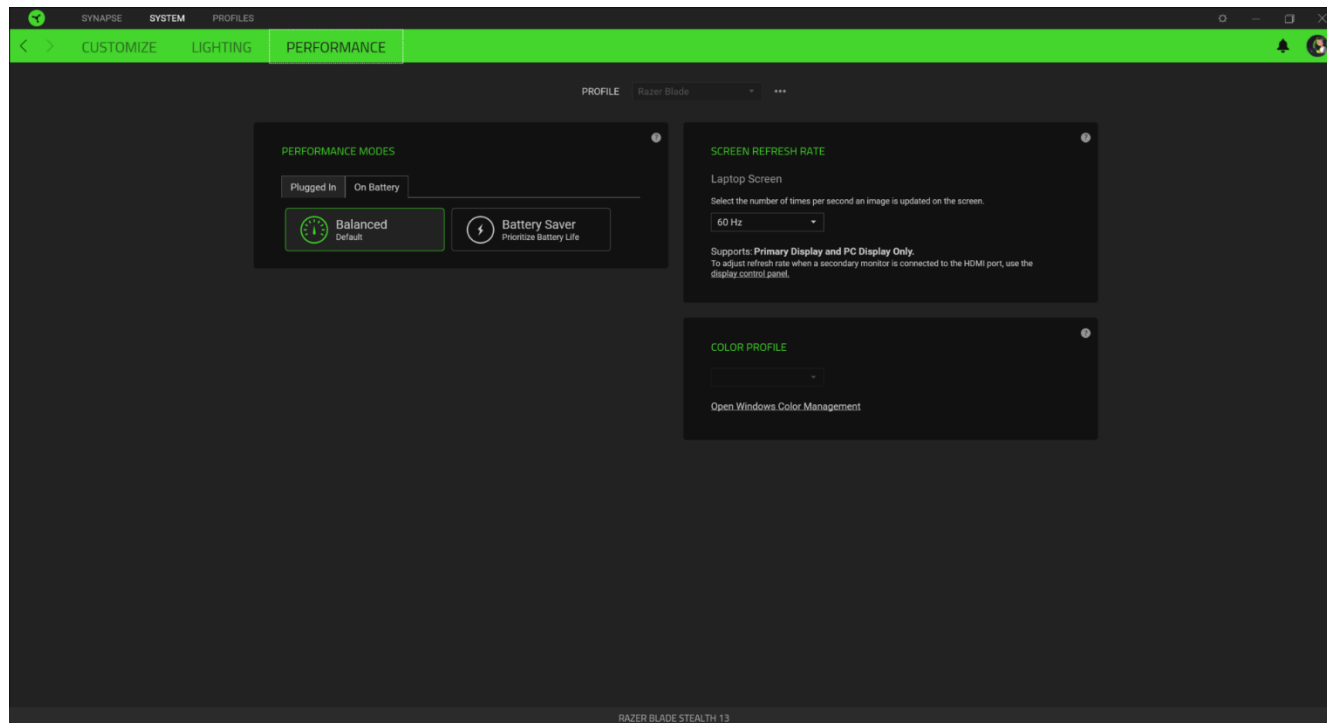 SYNAPSE SYSTEM PROFILES
CUSTOMIZE LIGHTING PERFORMANCE
PROFILE Razer Blade
PERFORMANCE MODES
Plugged In On Battery
Balanced
Default
Battery Saver
Prioritize Battery Life
SCREEN REFRESH RATE
Laptop Screen
Select the number of times per second an image is updated on the screen.
60 Hz
Supports: Primary Display and PC Display Only.
To adjust refresh rate when a secondary monitor is connected to the HDMI port, use the
display control panel.
COLOR PROFILE
Open Windows Color Management
RAZER BLADE STEALTH 13